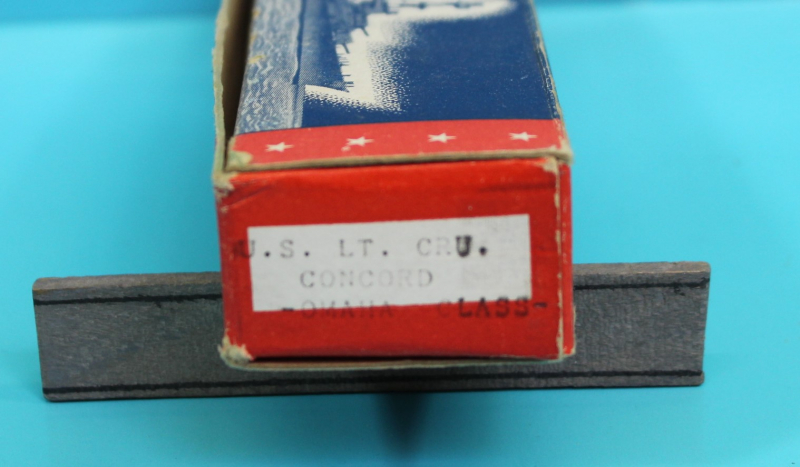 U.S. LT. CRU.
CONCORD
-OMAHA CLASS-